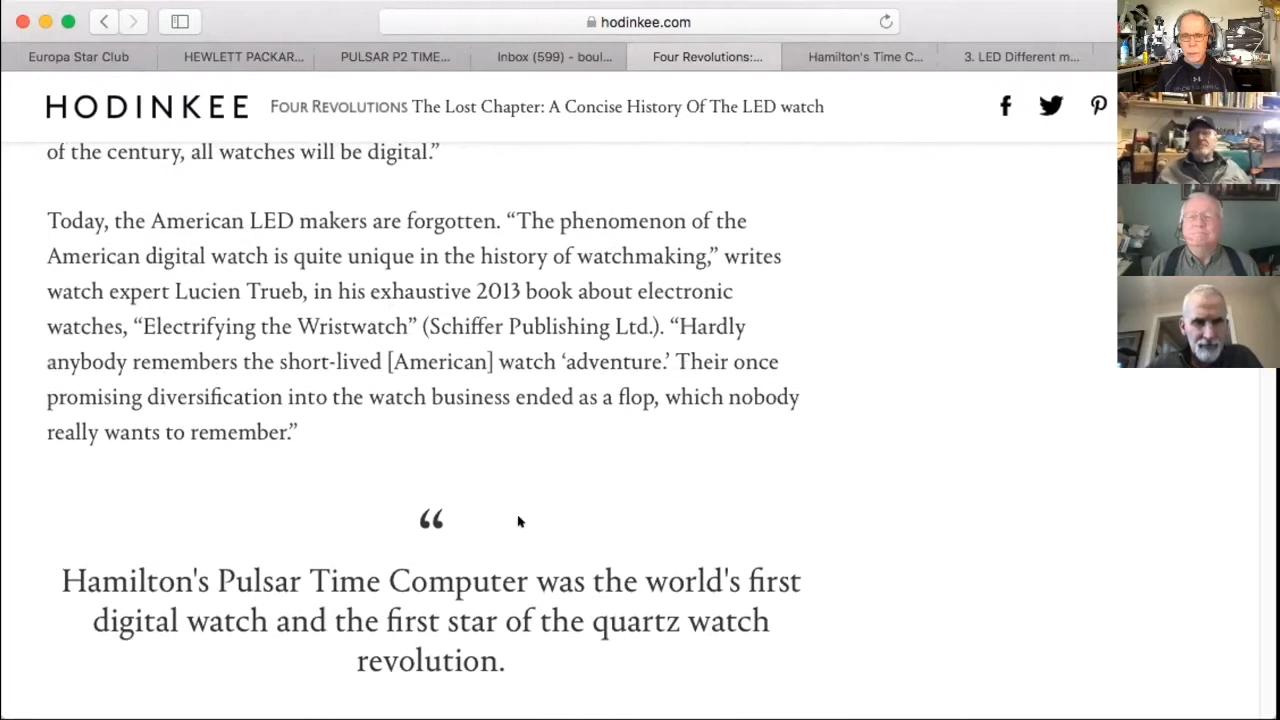 hodinkee.com
Europa Star Club
HEWLETT PACKAR...
PULSAR P2 TIME...
Inbox (599) - boul...
Four Revolutions:...
Hamilton's Time C...
3. LED Different m...
HODINKEE
FOUR REVOLUTIONS The Lost Chapter: A Concise History Of The LED watch
of the century, all watches will be digital.”
Today, the American LED makers are forgotten. “The phenomenon of the
American digital watch is quite unique in the history of watchmaking,” writes
watch expert Lucien Trueb, in his exhaustive 2013 book about electronic
watches, “Electrifying the Wristwatch” (Schiffer Publishing Ltd.). “Hardly
anybody remembers the short-lived [American] watch ‘adventure.’ Their once
promising diversification into the watch business ended as a flop, which nobody
really wants to remember.”
“
Hamilton's Pulsar Time Computer was the world's first
digital watch and the first star of the quartz watch
revolution.